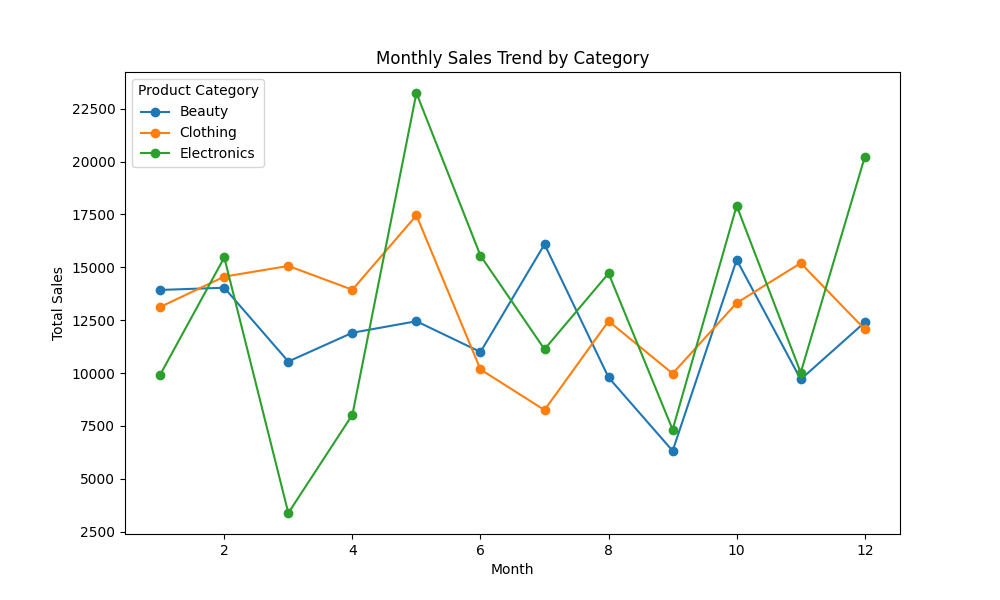 Monthly Sales Trend by Category
Product Category
Beauty
Clothing
Electronics
Total Sales
22500
20000
17500
15000
12500
10000
7500
5000
2500
2 4 6 8 10 12
Month